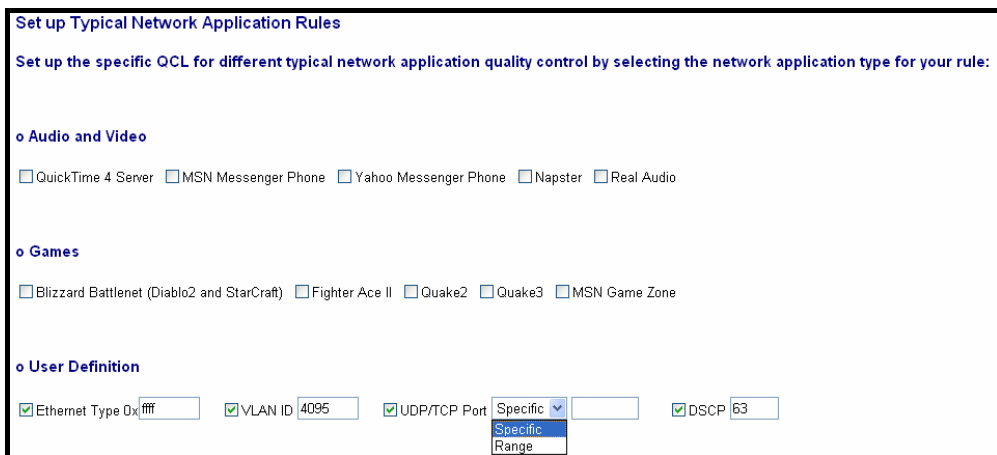 Set up Typical Network Application Rules
Set up the specific QCL for different typical network application quality control by selecting the network application type for your rule:
o Audio and Video
QuickTime 4 Server MSN Messenger Phone Yahoo Messenger Phone Napster Real Audio
o Games
Blizzard Battlenet (Diablo2 and StarCraft) Fighter Ace II Quake2 Quake3 MSN Game Zone
o User Definition
Ethernet Type 0x ffff VLAN ID 4095 UDP/TCP Port Specific DSCP 63
Specific
Range